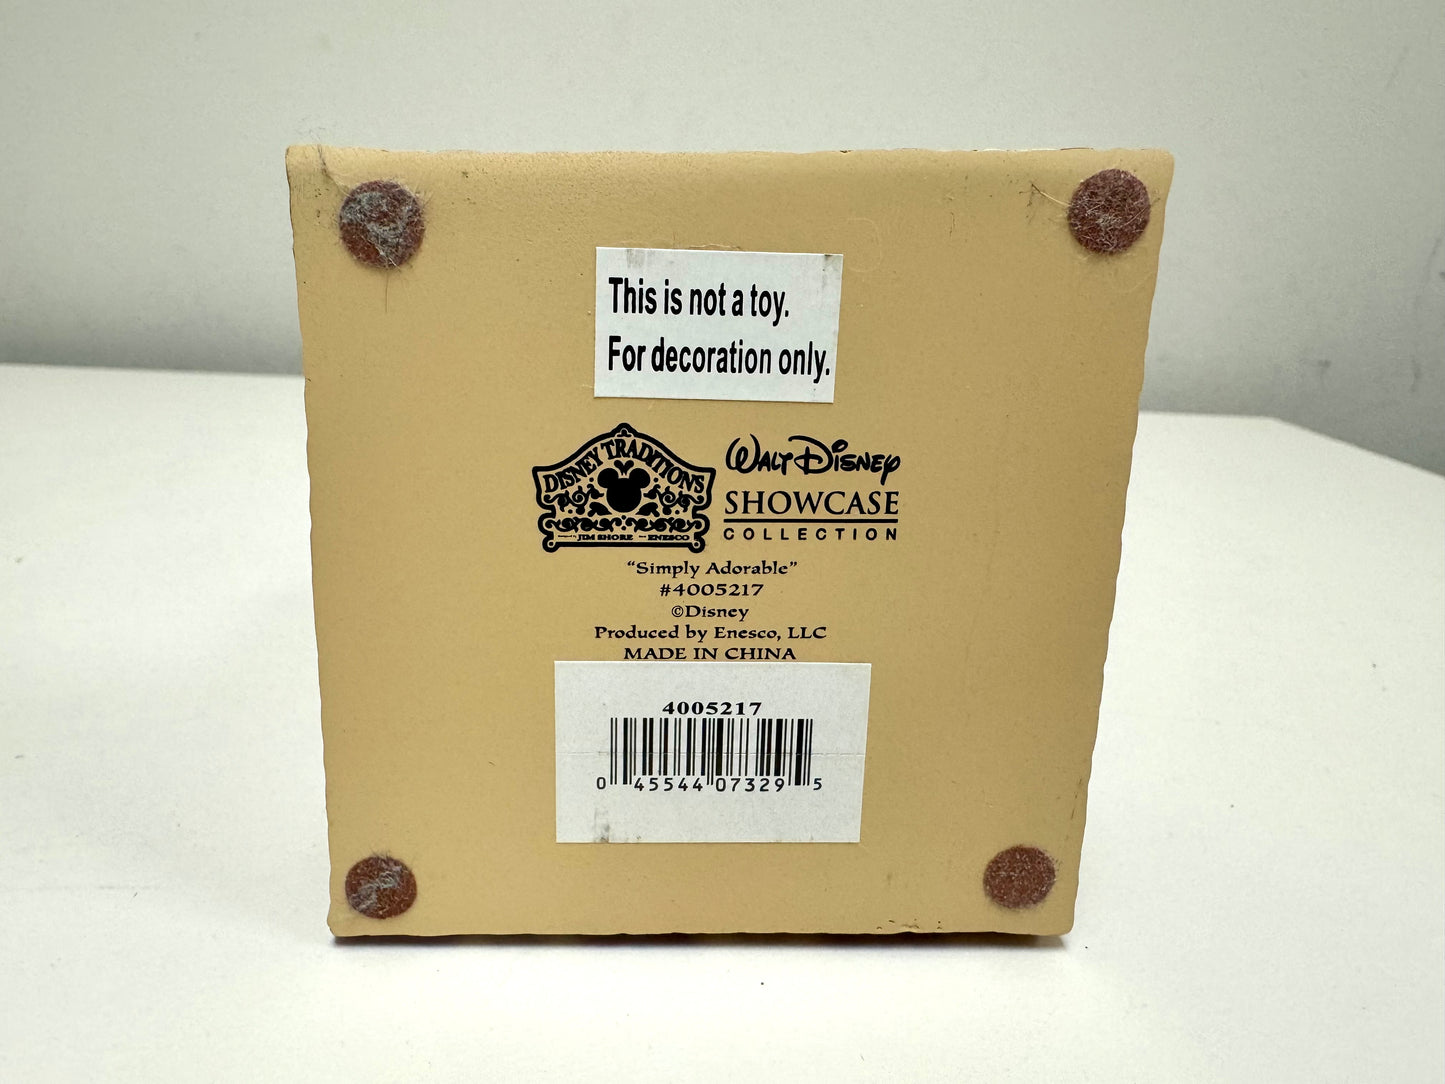 This is not a toy.
For decoration only.
DISNEY TRADITIONS
JIM SHORE ENESCO
WALT DISNEY
SHOWCASE
COLLECTION
“Simply Adorable”
#4005217
©Disney
Produced by Enesco, LLC
MADE IN CHINA
4005217
0 45544 07329 5